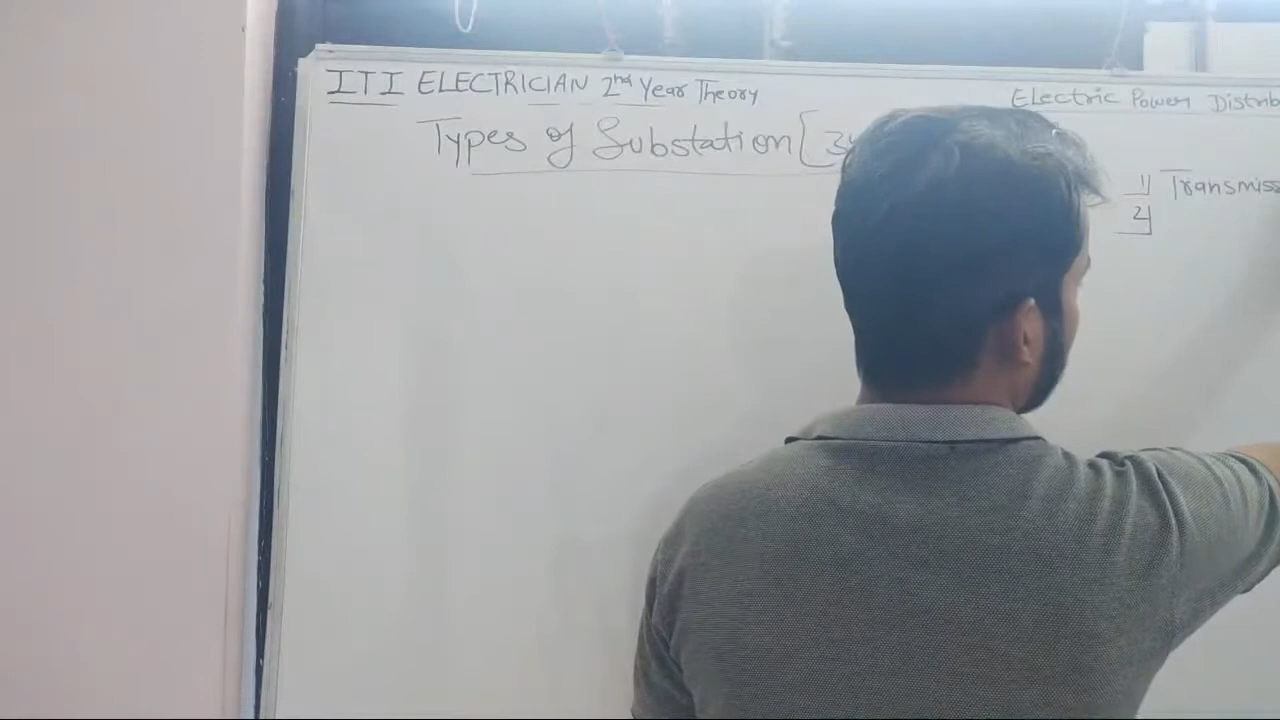 ITI ELECTRICIAN 2nd Year Theory
Electric Power Distrib
Types of Substation [
1) Transmiss
2)